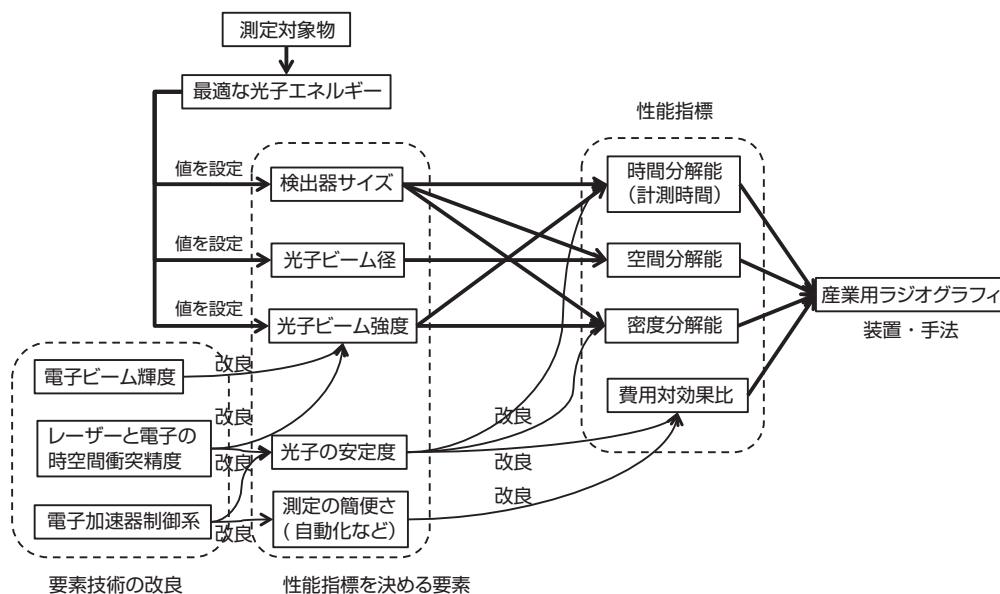 測定対象物
最適な光子エネルギー
性能指標
値を設定
検出器サイズ
時間分解能
（計測時間）
値を設定
光子ビーム径
空間分解能
産業用ラジオグラフィ
装置・手法
値を設定
光子ビーム強度
密度分解能
電子ビーム輝度
改良
費用対効果比
レーザーと電子の
時空間衝突精度
改良
改良
光子の安定度
改良
改良
電子加速器制御系
改良
測定の簡便さ
( 自動化など）
改良
要素技術の改良
性能指標を決める要素